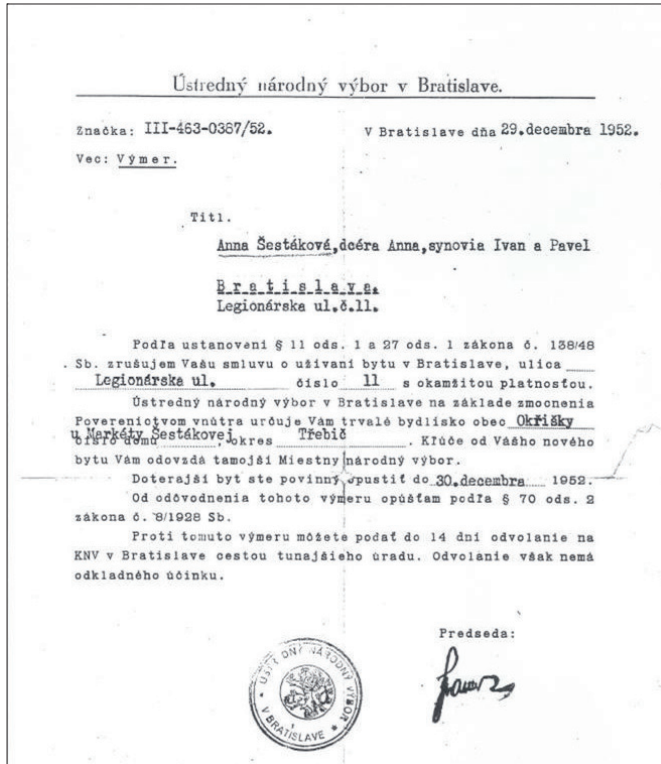 Ústredný národný výbor v Bratislave.
Značka: III-463-0387/52.
V Bratislave dňa 29.decembra 1952.
Vec: Výmer.
Titl.
Anna Šestáková,dcéra Anna,synovia Ivan a Pavel
Bratislava.
Legionárska ul.č.11.
Podľa ustanovení § 11 ods. 1 a 27 ods. 1 zákona č. 138/48
Sb. zrušujem Vašu smluvu o užívaní bytu v Bratislave, ulica
Legionárska ul. číslo 11 s okamžitou platnosťou.
Ústredný národný výbor v Bratislave na základe zmocnenia
Povereníctvom vnútra určuje Vám trvalé bydlisko obec Okříšky
u Markéty Šestákovej
číslo domu , okres Třebíč . Kľúče od Vášho nového
bytu Vám odovzdá tamojší Miestny národný výbor.
Doterajší byt ste povinný opustiť do 30.decembra 1952.
Od odôvodnenia tohoto výmeru opúšťam podľa § 70 ods. 2
zákona č. 8/1928 Sb.
Proti tomuto výmeru môžete podať do 14 dní odvolanie na
KNV v Bratislave cestou tunajšieho úradu. Odvolanie však nemá
odkladného účinku.
Predseda:
ÚSTREDNÝ NÁRODNÝ VÝBOR
V BRATISLAVE